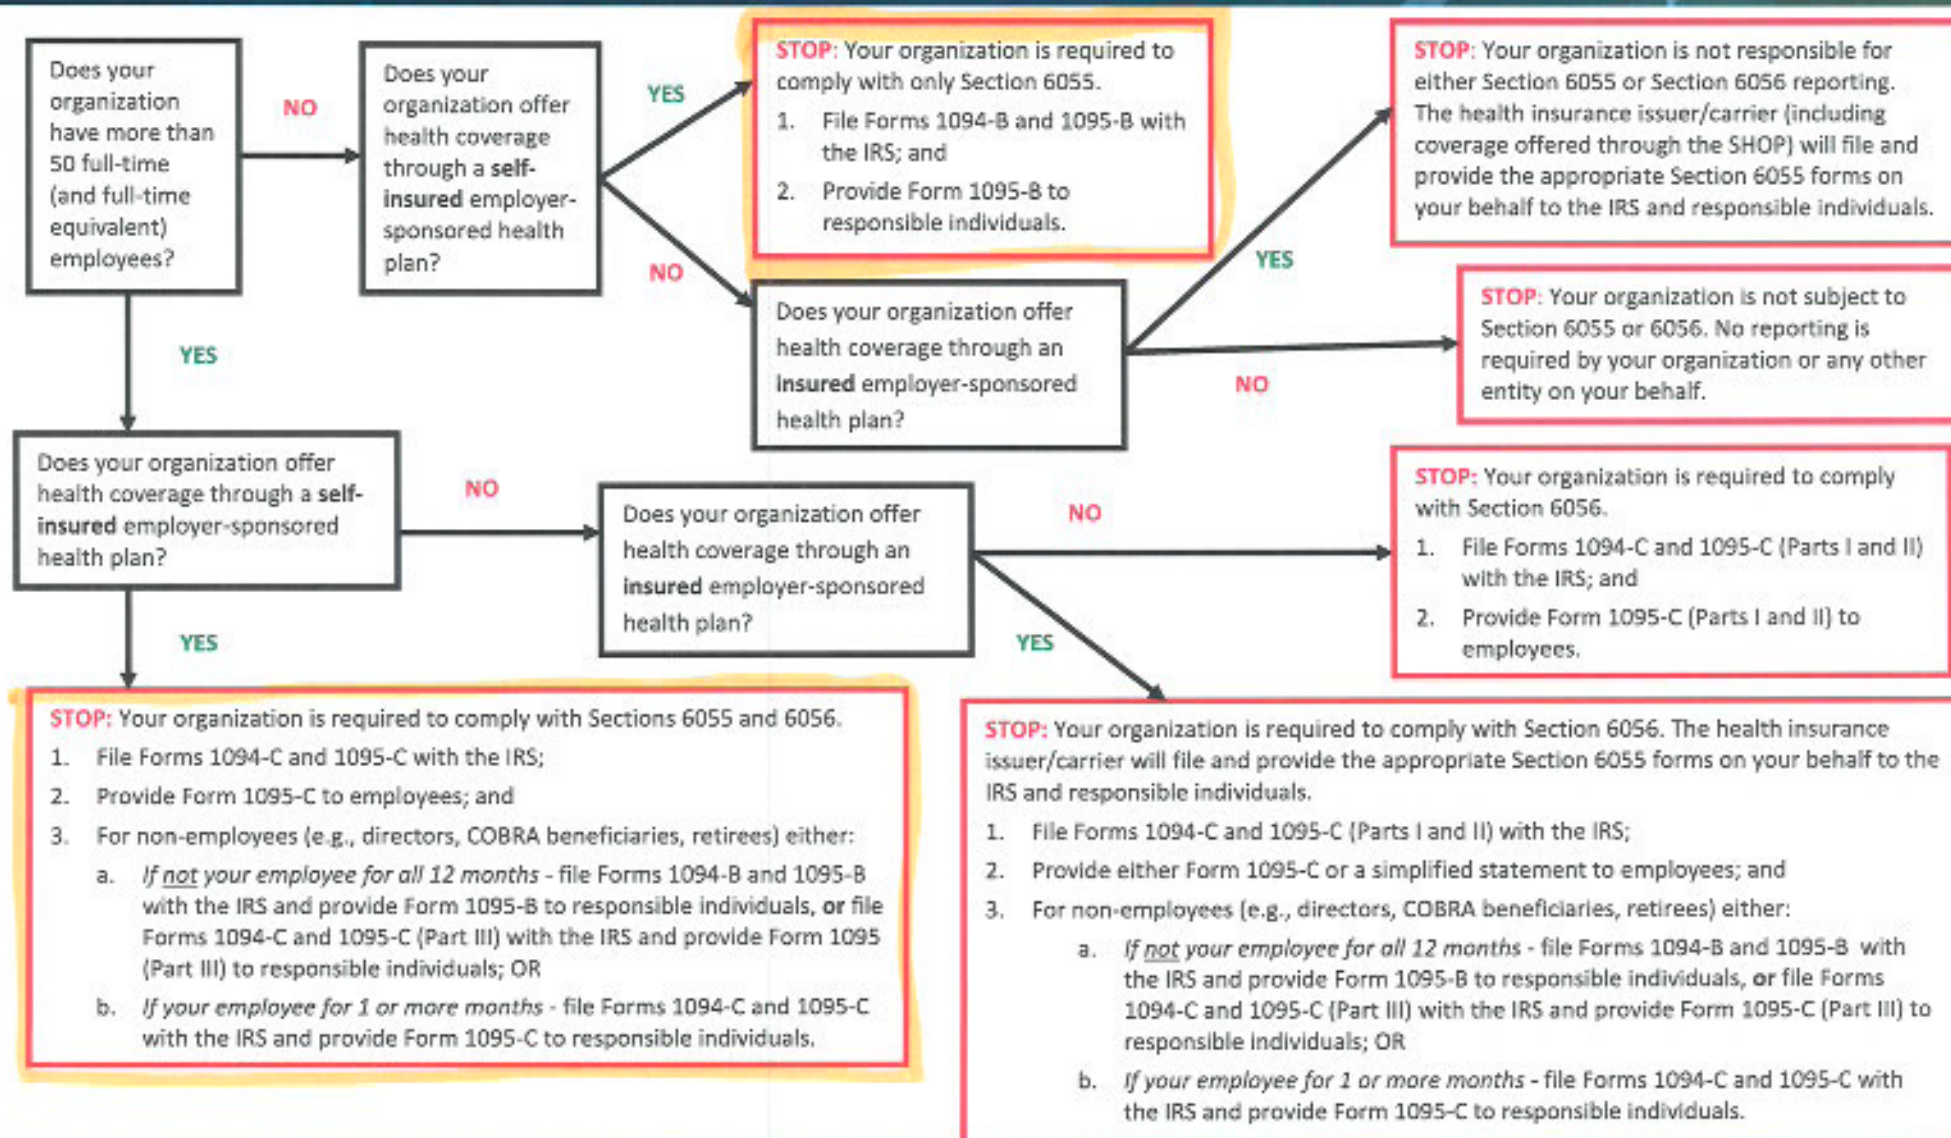 Does your
organization
have more than
50 full-time
(and full-time
equivalent)
employees?
NO
Does your
organization offer
health coverage
through a self-
insured employer-
sponsored health
plan?
YES
STOP: Your organization is required to
comply with only Section 6055.
1. File Forms 1094-B and 1095-B with
the IRS; and
2. Provide Form 1095-B to
responsible individuals.
NO
Does your organization offer
health coverage through an
insured employer-sponsored
health plan?
YES
STOP: Your organization is not responsible for
either Section 6055 or Section 6056 reporting.
The health insurance issuer/carrier (including
coverage offered through the SHOP) will file and
provide the appropriate Section 6055 forms on
your behalf to the IRS and responsible individuals.
NO
STOP: Your organization is not subject to
Section 6055 or 6056. No reporting is
required by your organization or any other
entity on your behalf.
YES
Does your organization offer
health coverage through a self-
insured employer-sponsored
health plan?
NO
Does your organization offer
health coverage through an
insured employer-sponsored
health plan?
NO
STOP: Your organization is required to comply
with Section 6056.
1. File Forms 1094-C and 1095-C (Parts I and II)
with the IRS; and
2. Provide Form 1095-C (Parts I and II) to
employees.
YES
STOP: Your organization is required to comply with Sections 6055 and 6056.
1. File Forms 1094-C and 1095-C with the IRS;
2. Provide Form 1095-C to employees; and
3. For non-employees (e.g., directors, COBRA beneficiaries, retirees) either:
a. If not your employee for all 12 months - file Forms 1094-B and 1095-B
with the IRS and provide Form 1095-B to responsible individuals, or file
Forms 1094-C and 1095-C (Part III) with the IRS and provide Form 1095
(Part III) to responsible individuals; OR
b. If your employee for 1 or more months - file Forms 1094-C and 1095-C
with the IRS and provide Form 1095-C to responsible individuals.
YES
STOP: Your organization is required to comply with Section 6056. The health insurance
issuer/carrier will file and provide the appropriate Section 6055 forms on your behalf to the
IRS and responsible individuals.
1. File Forms 1094-C and 1095-C (Parts I and II) with the IRS;
2. Provide either Form 1095-C or a simplified statement to employees; and
3. For non-employees (e.g., directors, COBRA beneficiaries, retirees) either:
a. If not your employee for all 12 months - file Forms 1094-B and 1095-B with
the IRS and provide Form 1095-B to responsible individuals, or file Forms
1094-C and 1095-C (Part III) with the IRS and provide Form 1095-C (Part III) to
responsible individuals; OR
b. If your employee for 1 or more months - file Forms 1094-C and 1095-C with
the IRS and provide Form 1095-C to responsible individuals.